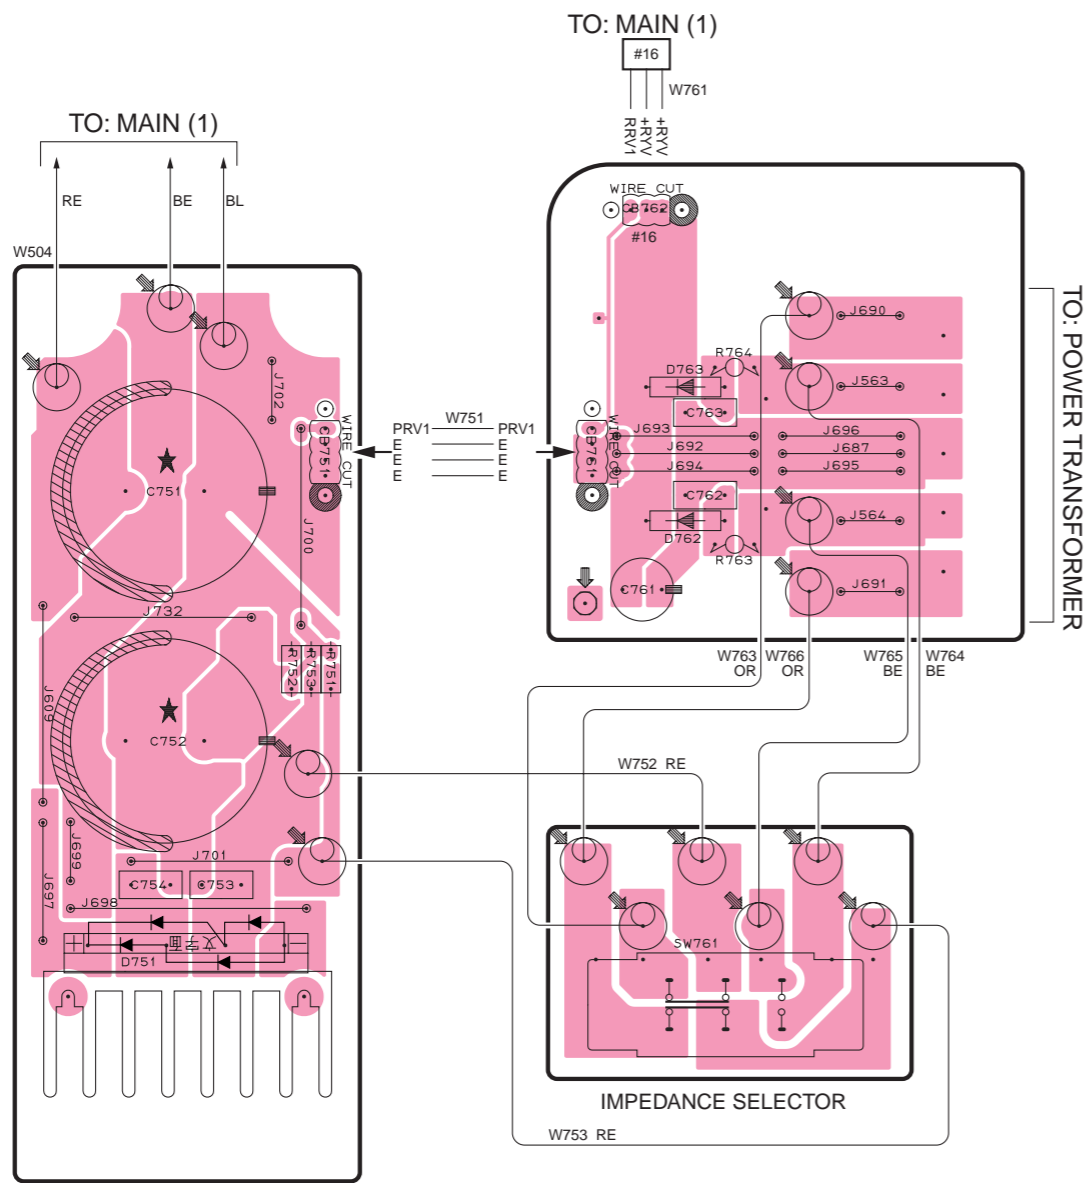 TO: MAIN (1)
#16
W761
RRV1
+RYV
+RYV
TO: MAIN (1)
RE
BE
BL
W504
WIRE CUT
CB762
#16
J690
J563
R764
D763
C763
J693
J692
J694
J696
J687
J695
C762
D762
R763
J564
C761
J691
CB761
WIRE CUT
TO: POWER TRANSFORMER
W751
PRV1
E
E
E
PRV1
E
E
E
J702
WIRE CUT
CB751
C751
J700
J732
R752
R753
R751
J609
C752
J699
J697
J701
C754
C753
J698
+
文字面
−
D751
W763
OR
W766
OR
W765
BE
W764
BE
W752 RE
SW761
IMPEDANCE SELECTOR
W753 RE